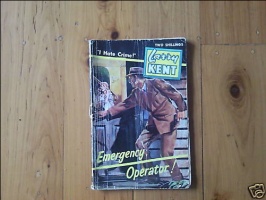 TWO SHILLINGS
"I Hate Crime!"
Larry
KENT
Emergency
Operator!